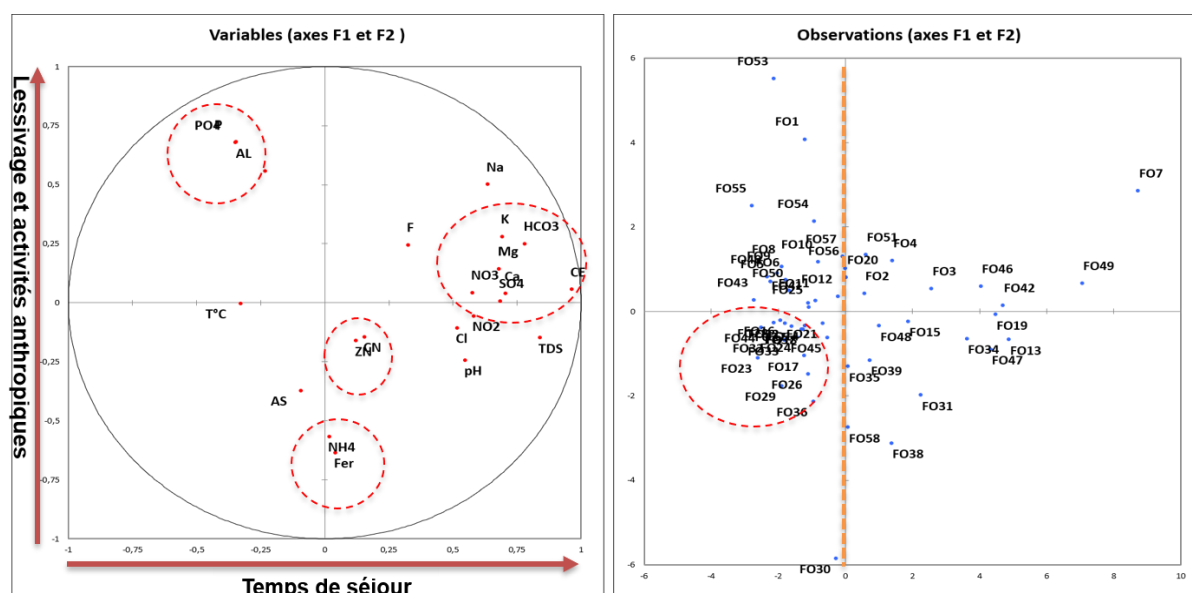 Variables (axes F1 et F2 )
Lessivage et activités anthropiques
1
0,75
0,5
0,25
0
-0,25
-0,5
-0,75
-1
PO4
P
AL
Na
F
K
HCO3
Mg
NO3
Ca
CE
SO4
T°C
NO2
Cl
TDS
ZN
CN
pH
AS
NH4
Fer
-1
-0,75
-0,5
-0,25
0
0,25
0,5
0,75
1
Temps de séjour
Observations (axes F1 et F2)
6
4
2
0
-2
-4
-6
FO53
FO1
FO7
FO55
FO54
FO57
FO51
FO4
FO8
FO10
FO56
FO6
FO20
FO50
FO12
FO2
FO3
FO46
FO49
FO43
FO25
FO42
FO21
FO48
FO15
FO19
FO44
FO24
FO45
FO34
FO13
FO33
FO47
FO23
FO17
FO39
FO35
FO26
FO29
FO31
FO36
FO58
FO38
FO30
-6
-4
-2
0
2
4
6
8
10